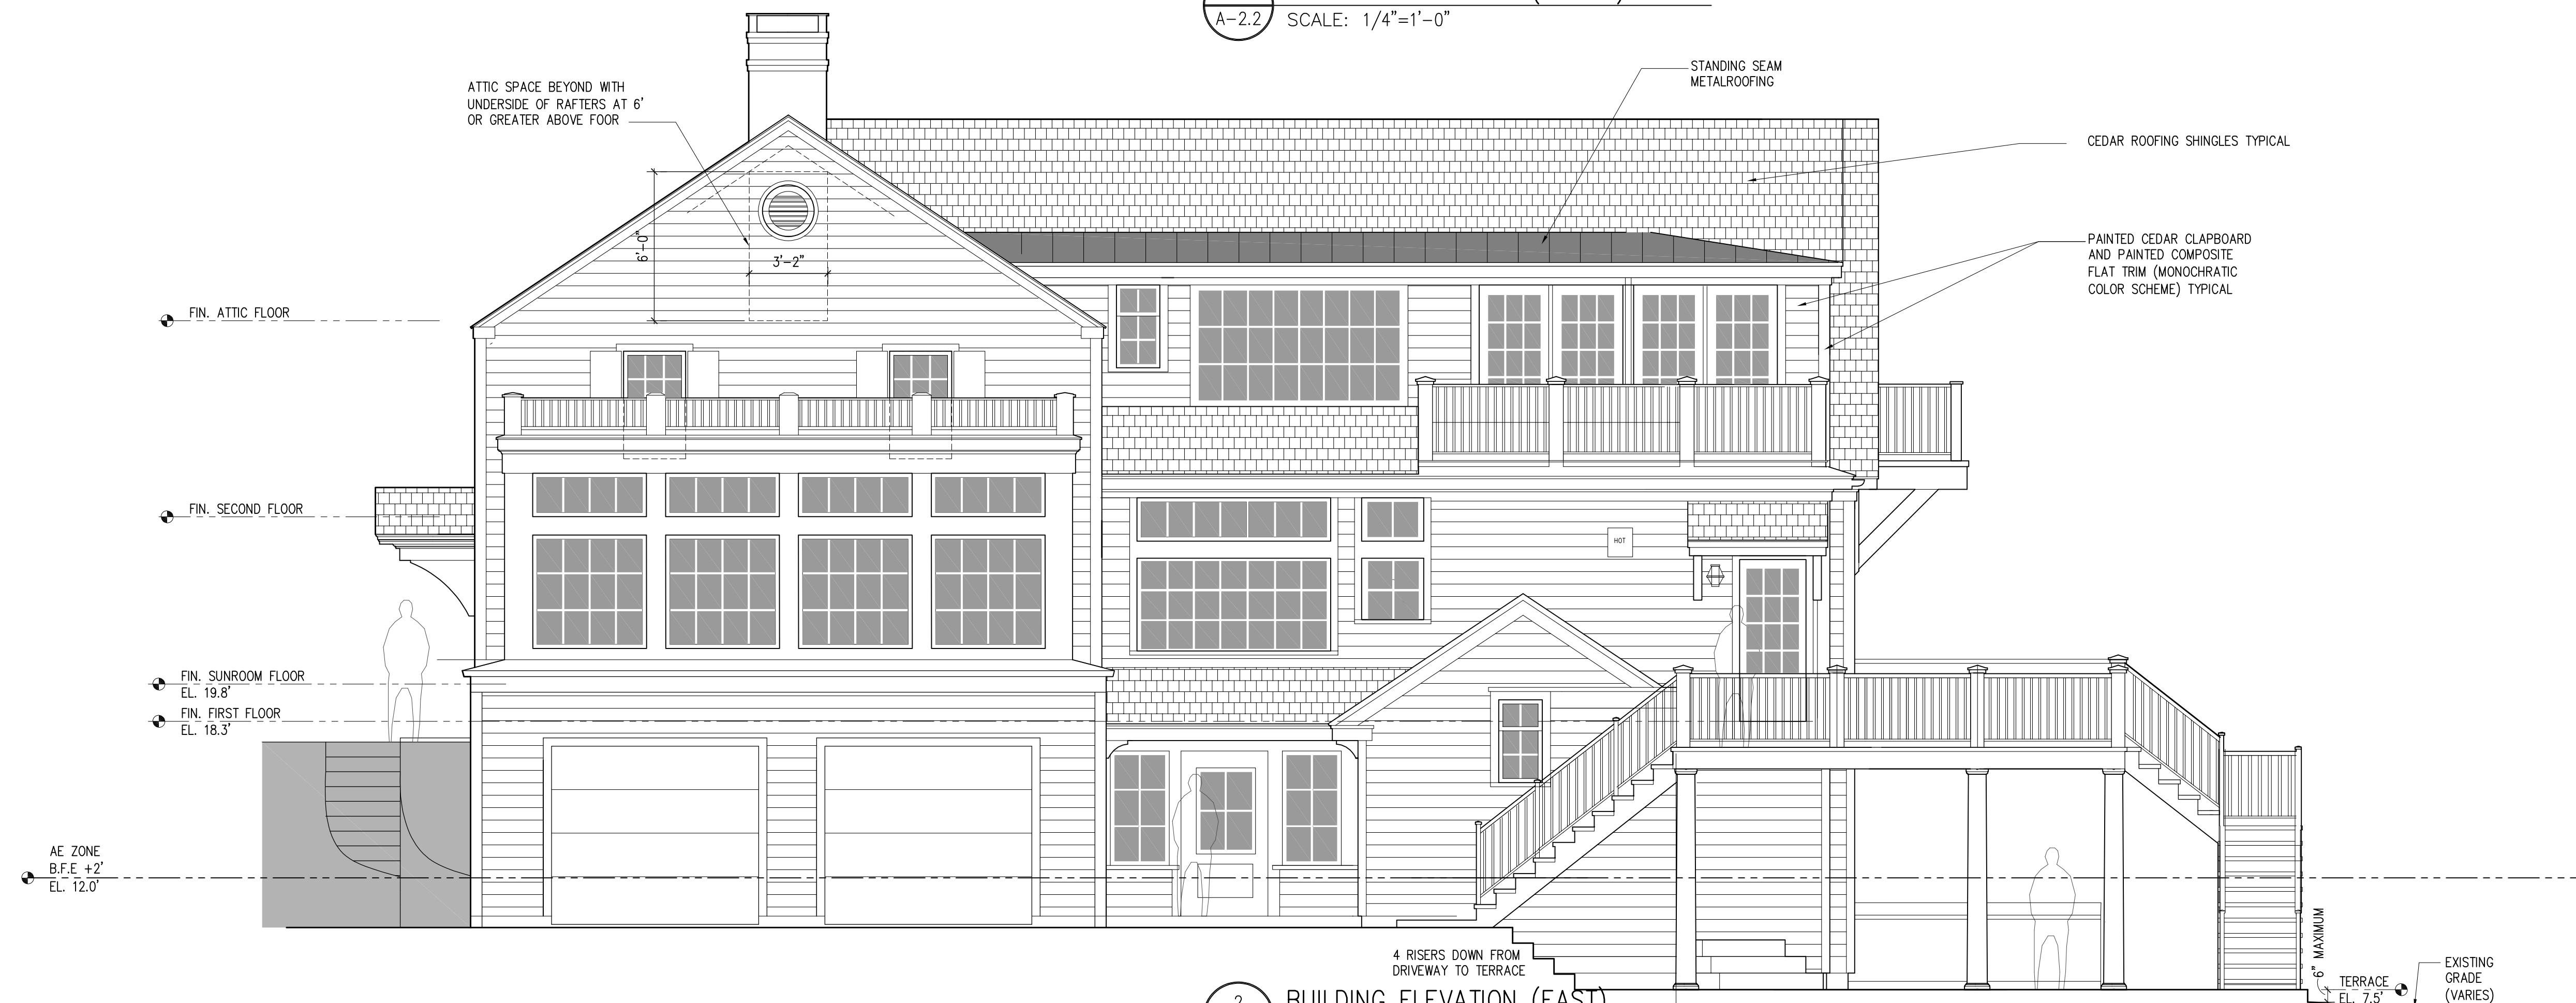 A-2.2
SCALE: 1/4"=1'-0"
STANDING SEAM
METALROOFING
ATTIC SPACE BEYOND WITH
UNDERSIDE OF RAFTERS AT 6'
OR GREATER ABOVE FOOR
CEDAR ROOFING SHINGLES TYPICAL
6'-0"
3'-2"
PAINTED CEDAR CLAPBOARD
AND PAINTED COMPOSITE
FLAT TRIM (MONOCHRATIC
COLOR SCHEME) TYPICAL
FIN. ATTIC FLOOR
FIN. SECOND FLOOR
HOT
FIN. SUNROOM FLOOR
EL. 19.8'
FIN. FIRST FLOOR
EL. 18.3'
AE ZONE
B.F.E +2'
EL. 12.0'
4 RISERS DOWN FROM
DRIVEWAY TO TERRACE
6" MAXIMUM
TERRACE
EL. 7.5'
EXISTING
GRADE
(VARIES)
2
BUILDING ELEVATION (EAST)